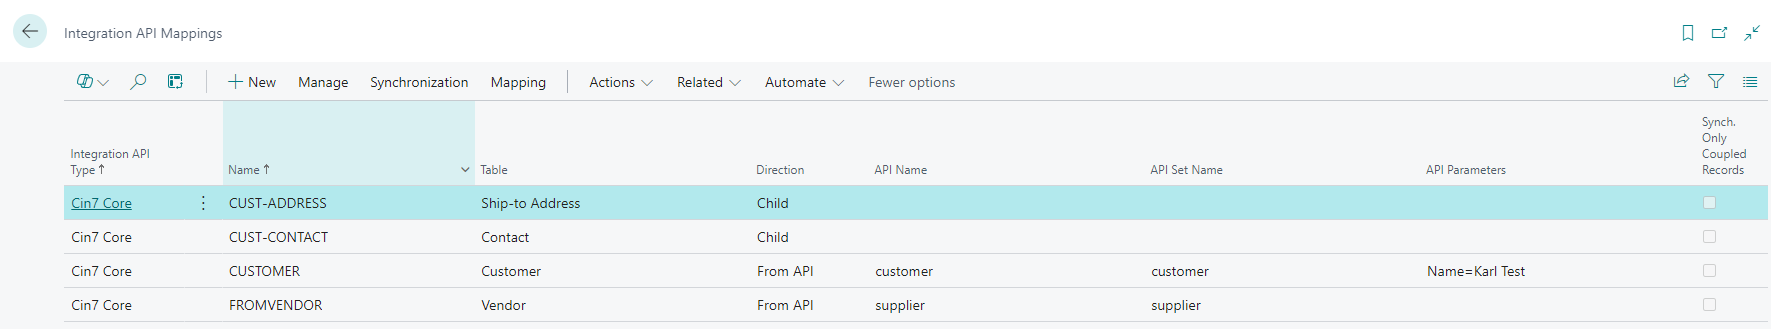 Integration API Mappings
New Manage Synchronization Mapping Actions Related Automate Fewer options
Integration API Type ↑ Name ↑ Table Direction API Name API Set Name API Parameters Synch. Only Coupled Records
Cin7 Core CUST-ADDRESS Ship-to Address Child
Cin7 Core CUST-CONTACT Contact Child
Cin7 Core CUSTOMER Customer From API customer customer Name=Karl Test
Cin7 Core FROMVENDOR Vendor From API supplier supplier